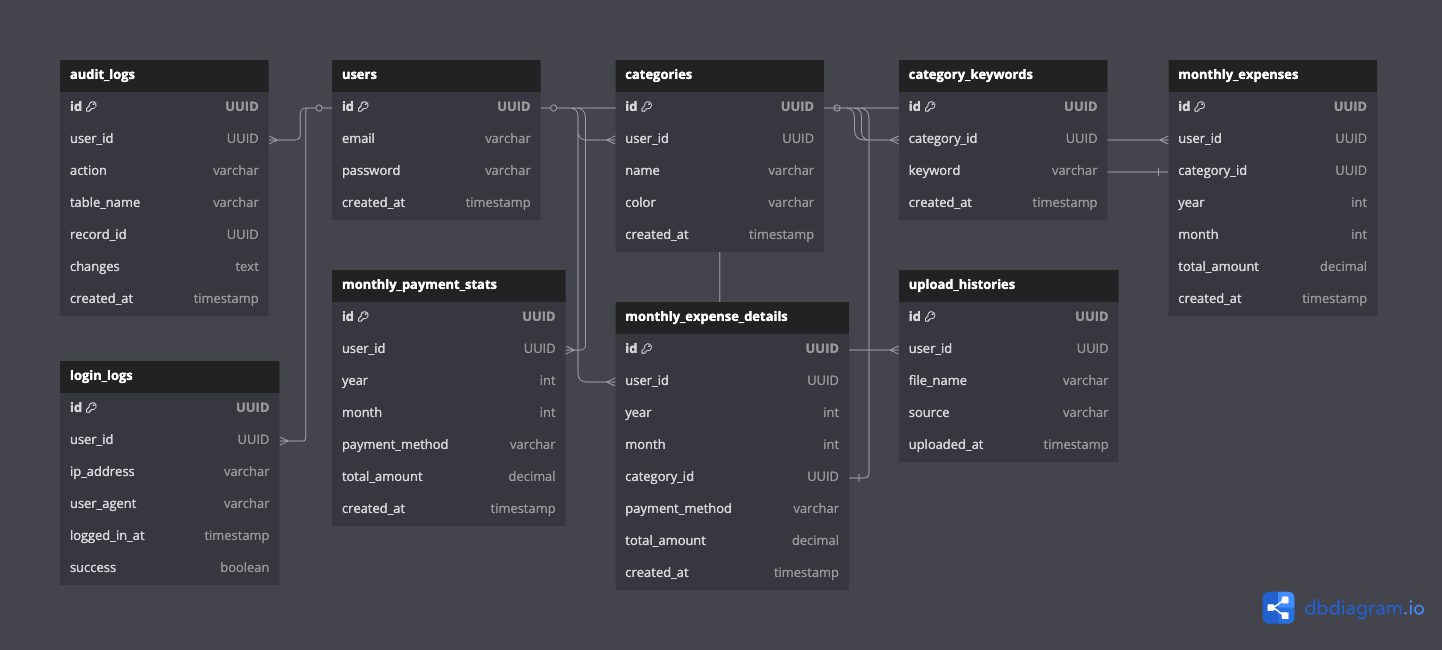 audit_logs
id UUID
user_id UUID
action varchar
table_name varchar
record_id UUID
changes text
created_at timestamp
login_logs
id UUID
user_id UUID
ip_address varchar
user_agent varchar
logged_in_at timestamp
success boolean
users
id UUID
email varchar
password varchar
created_at timestamp
monthly_payment_stats
id UUID
user_id UUID
year int
month int
payment_method varchar
total_amount decimal
created_at timestamp
categories
id UUID
user_id UUID
name varchar
color varchar
created_at timestamp
monthly_expense_details
id UUID
user_id UUID
year int
month int
category_id UUID
payment_method varchar
total_amount decimal
created_at timestamp
category_keywords
id UUID
category_id UUID
keyword varchar
created_at timestamp
upload_histories
id UUID
user_id UUID
file_name varchar
source varchar
uploaded_at timestamp
monthly_expenses
id UUID
user_id UUID
category_id UUID
year int
month int
total_amount decimal
created_at timestamp
dbdiagram.io